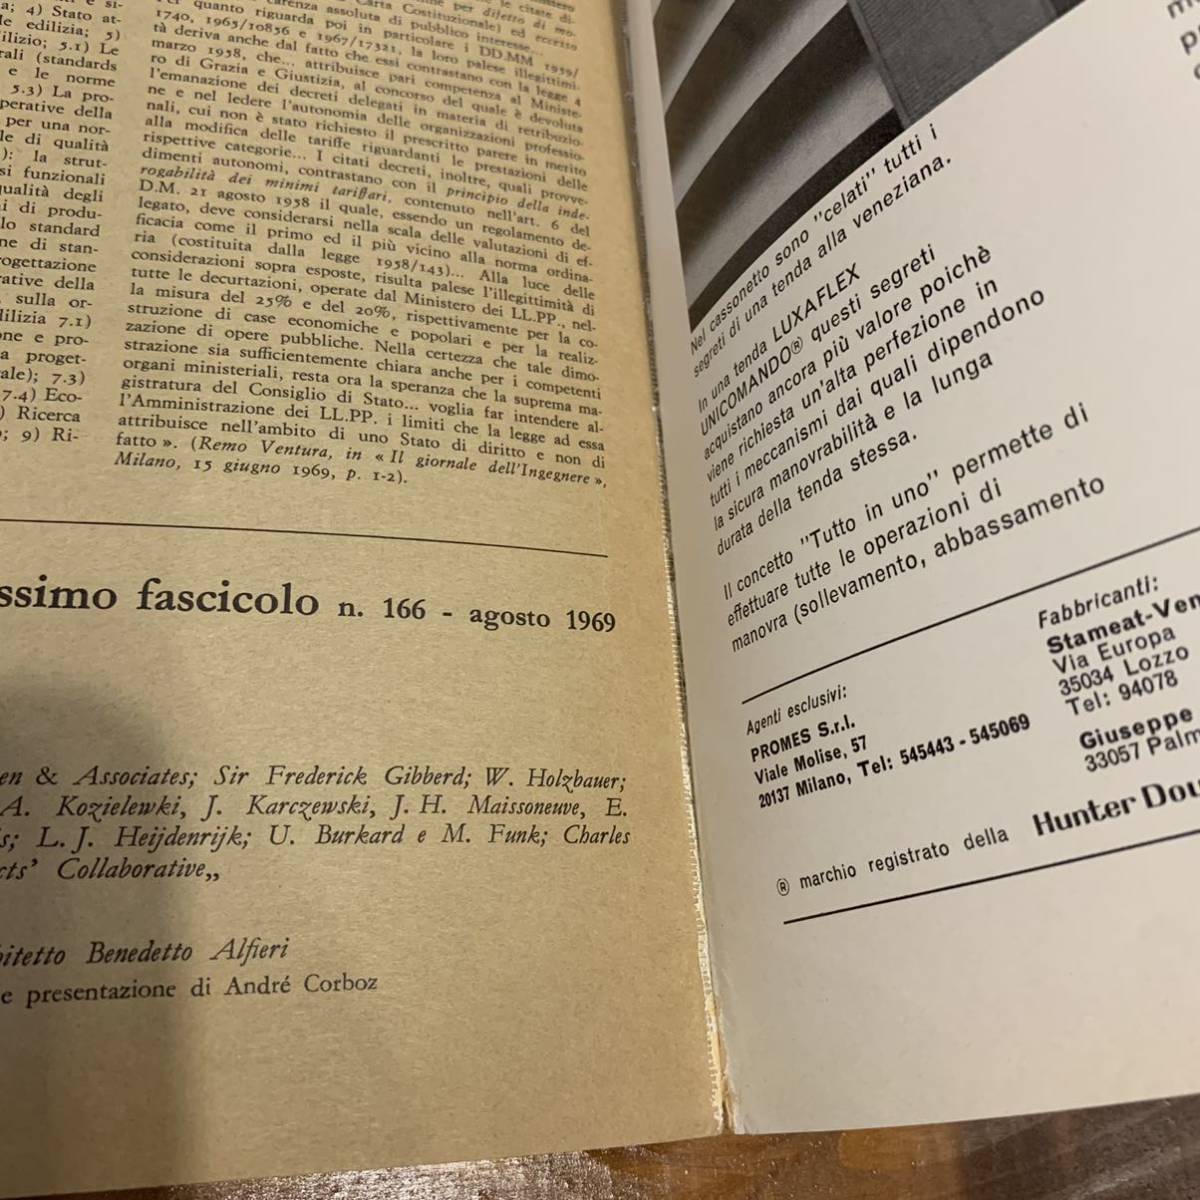 a; 4) Stato at-
le edilizia; 5)
ilizio; 5.1) Le
rali (standards
e le norme
5.3) La pro-
perative della
per una nor-
le di qualità
): la strut-
si funzionali
qualità degli
i di produ-
lo standard
ne di stan-
rogettazione
rative della
, sulla or-
dilizia 7.1)
one e pro-
a proget-
ale); 7.3)
7.4) Eco-
) Ricerca
; 9) Ri-
carenza assoluta di pubblico interesse...
quanto riguarda poi in particolare i DD.MM 1959/
1740, 1965/10856 e 1967/17321, la loro palese illegittimi-
tà deriva anche dal fatto che essi contrastano con la legge 4
marzo 1958, che... attribuisce pari competenza al Ministe-
ro di Grazia e Giustizia, al concorso del quale è devoluta
l'emanazione dei decreti delegati in materia di retribuzio-
ne e nel ledere l'autonomia delle organizzazioni professio-
nali, cui non è stato richiesto il prescritto parere in merito
alla modifica delle tariffe riguardanti le prestazioni delle
rispettive categorie... I citati decreti, inoltre, quali provve-
dimenti autonomi, contrastano con il principio della inde-
rogabilità dei minimi tariffari, contenuto nell'art. 6 del
D.M. 21 agosto 1958 il quale, essendo un regolamento de-
legato, deve considerarsi nella scala delle valutazioni di ef-
ficacia come il primo ed il più vicino alla norma ordina-
ria (costituita dalla legge 1958/143)... Alla luce delle
considerazioni sopra esposte, risulta palese l'illegittimità di
tutte le decurtazioni, operate dal Ministero dei LL.PP., nel-
la misura del 25% e del 20%, rispettivamente per la co-
struzione di case economiche e popolari e per la realiz-
zazione di opere pubbliche. Nella certezza che tale dimo-
strazione sia sufficientemente chiara anche per i competenti
organi ministeriali, resta ora la speranza che la suprema ma-
gistratura del Consiglio di Stato... voglia far intendere al-
l'Amministrazione dei LL.PP. i limiti che la legge ad essa
attribuisce nell'ambito di uno Stato di diritto e non di
fatto ». (Remo Ventura, in « Il giornale dell'Ingegnere »,
Milano, 15 giugno 1969, p. 1-2).
ssimo fascicolo n. 166 - agosto 1969
en & Associates; Sir Frederick Gibberd; W. Holzbauer;
A. Kozielewki, J. Karczewski, J. H. Maissoneuve, E.
s; L. J. Heijdenrijk; U. Burkard e M. Funk; Charles
cts' Collaborative,,
hitetto Benedetto Alfieri
e presentazione di André Corboz
Nel cassonetto sono "celati" tutti i
segreti di una tenda alla veneziana.
In una tenda LUXAFLEX
UNICOMANDO® questi segreti
acquistano ancora più valore poichè
viene richiesta un'alta perfezione in
tutti i meccanismi dai quali dipendono
la sicura manovrabilità e la lunga
durata della tenda stessa.
Il concetto "Tutto in uno" permette di
effettuare tutte le operazioni di
manovra (sollevamento, abbassamento
Agenti esclusivi:
PROMES S.r.l.
Viale Molise, 57
20137 Milano, Tel: 545443 - 545069
Fabbricanti:
Stameat-Ven
Via Europa
35034 Lozzo
Tel: 94078
Giuseppe
33057 Palm
® marchio registrato della Hunter Dou